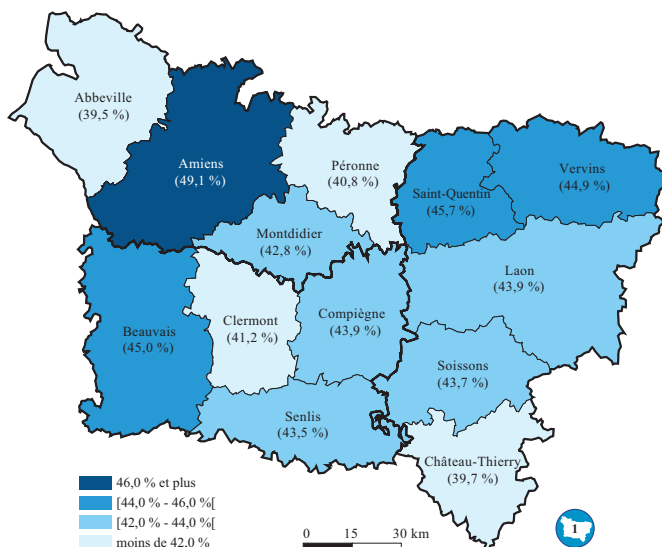 Abbeville
(39,5 %)
Amiens
(49,1 %)
Péronne
(40,8 %)
Saint-Quentin
(45,7 %)
Vervins
(44,9 %)
Montdidier
(42,8 %)
Laon
(43,9 %)
Beauvais
(45,0 %)
Clermont
(41,2 %)
Compiègne
(43,9 %)
Soissons
(43,7 %)
Senlis
(43,5 %)
Château-Thierry
(39,7 %)
46,0 % et plus
[44,0 % - 46,0 %[
[42,0 % - 44,0 %[
moins de 42,0 %
0 15 30 km
1